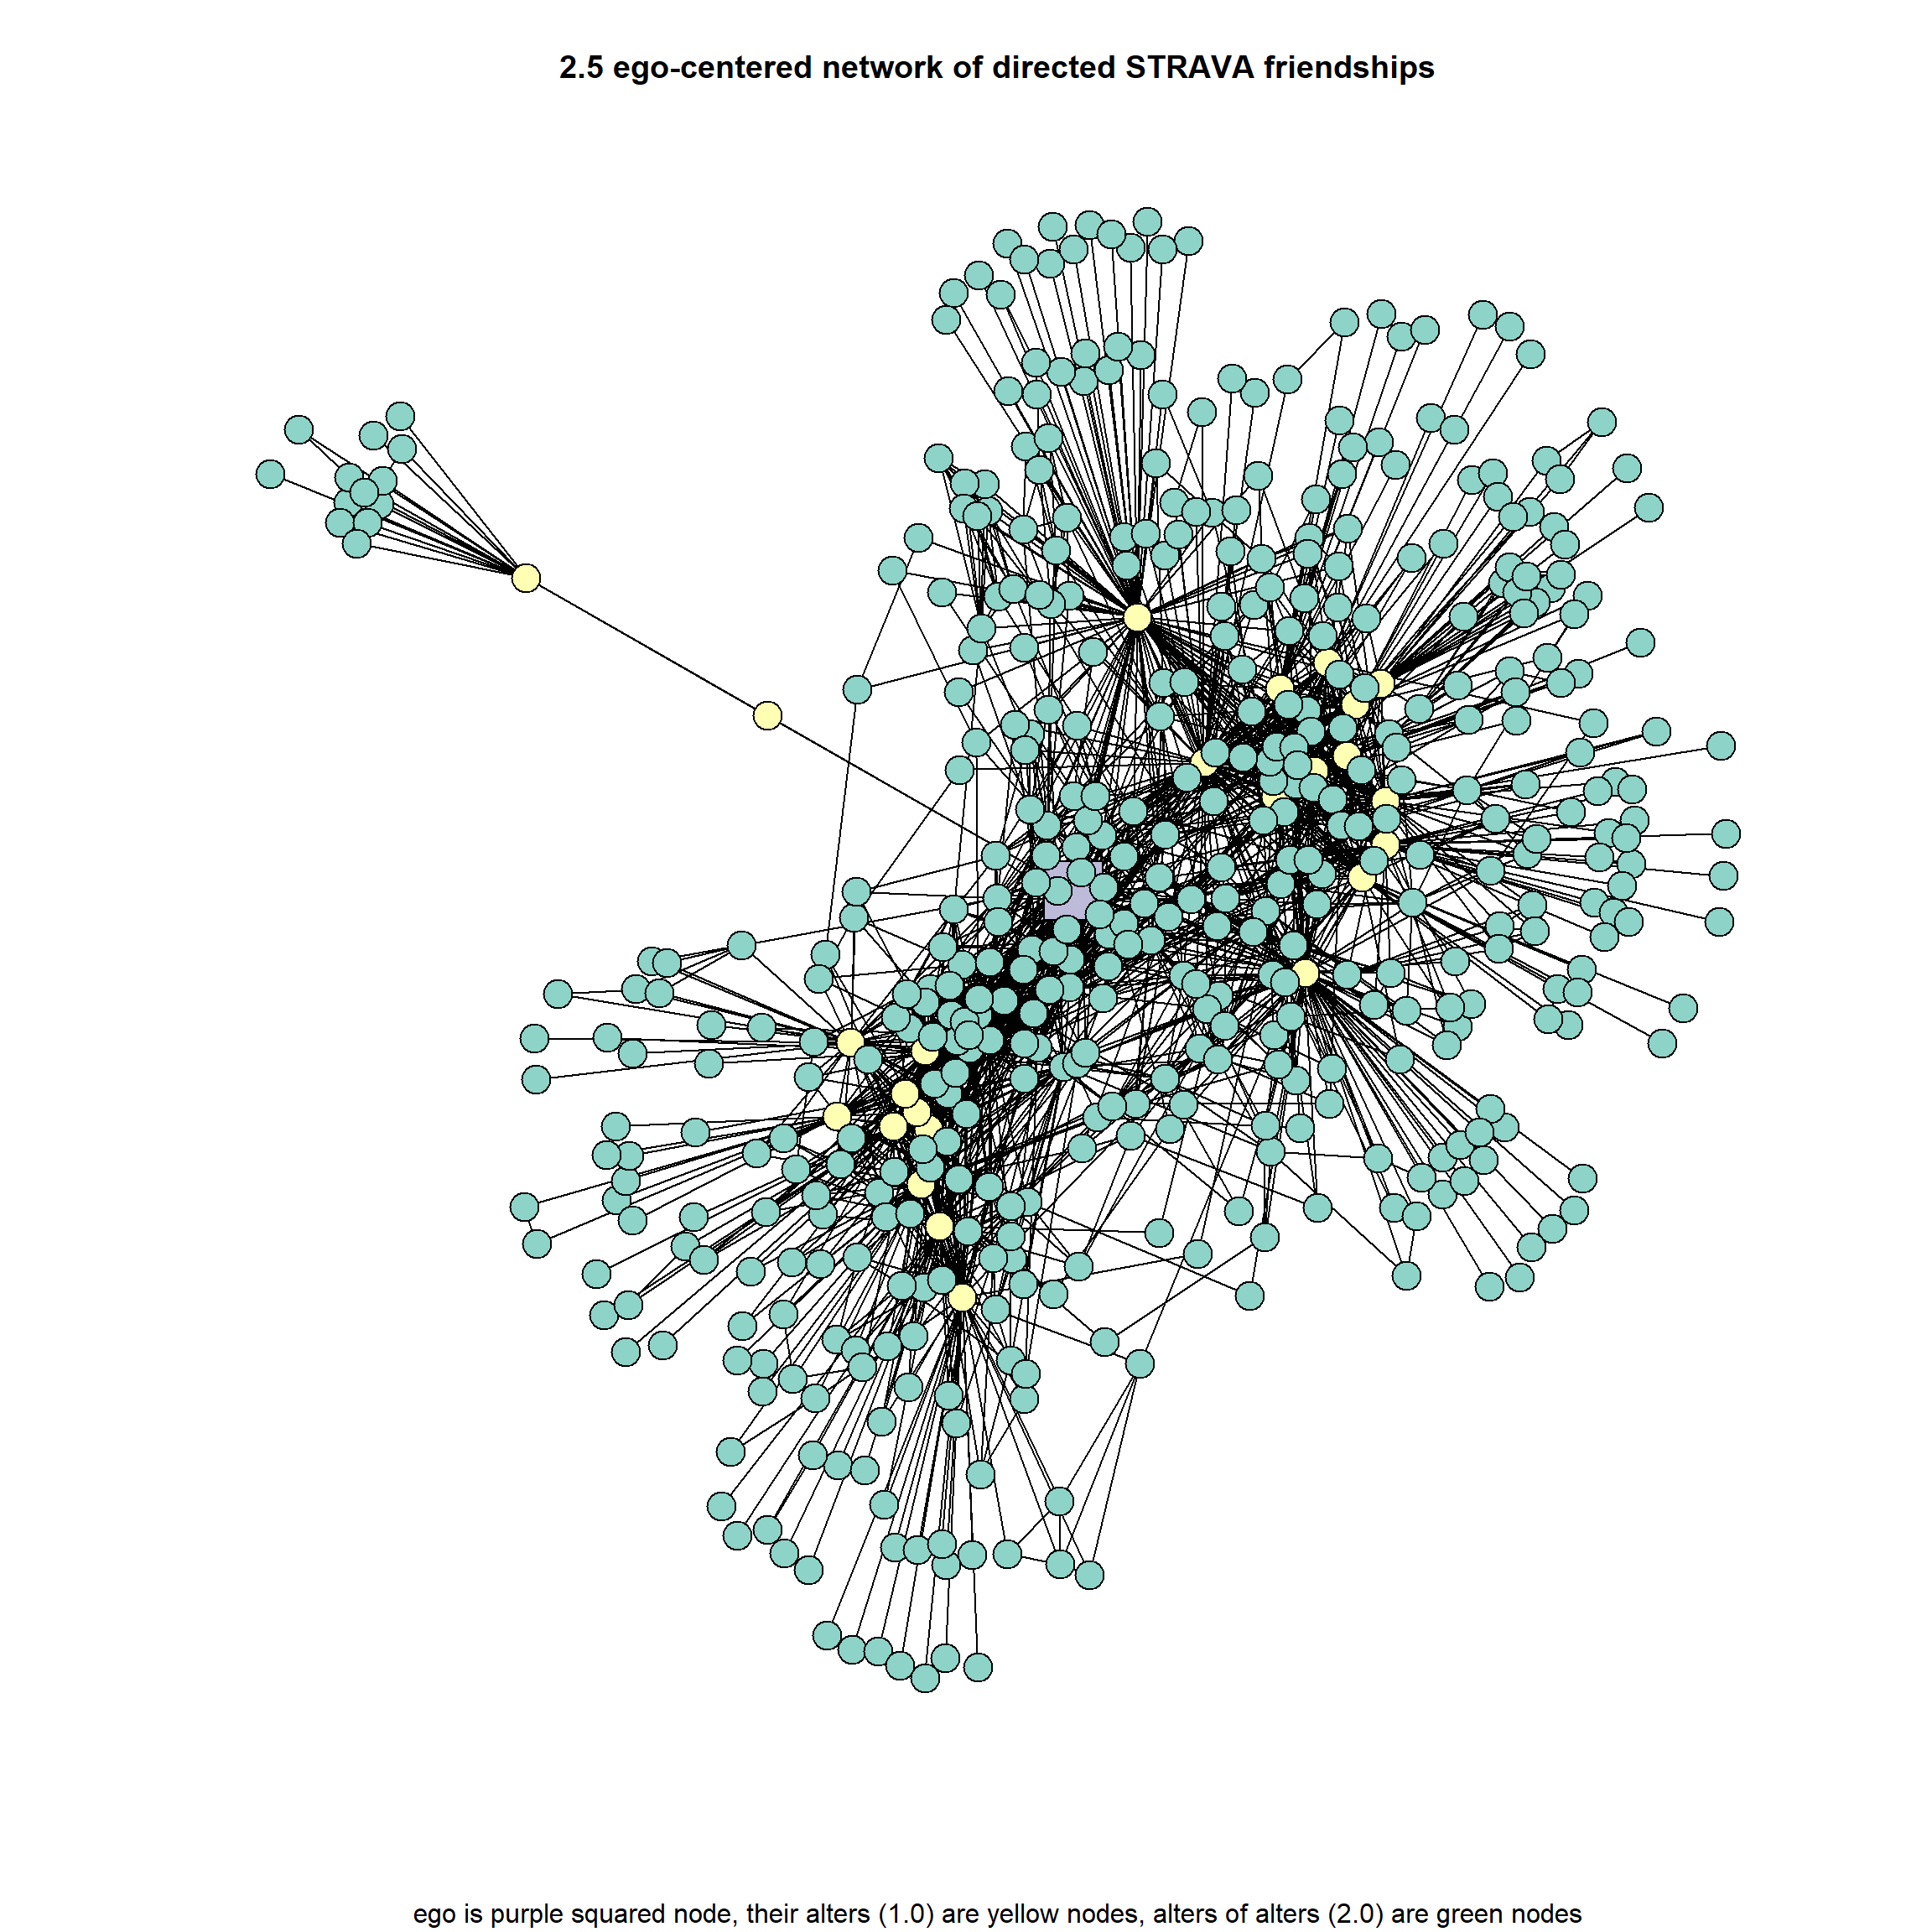 2.5 ego-centered network of directed STRAVA friendships
ego is purple squared node, their alters (1.0) are yellow nodes, alters of alters (2.0) are green nodes